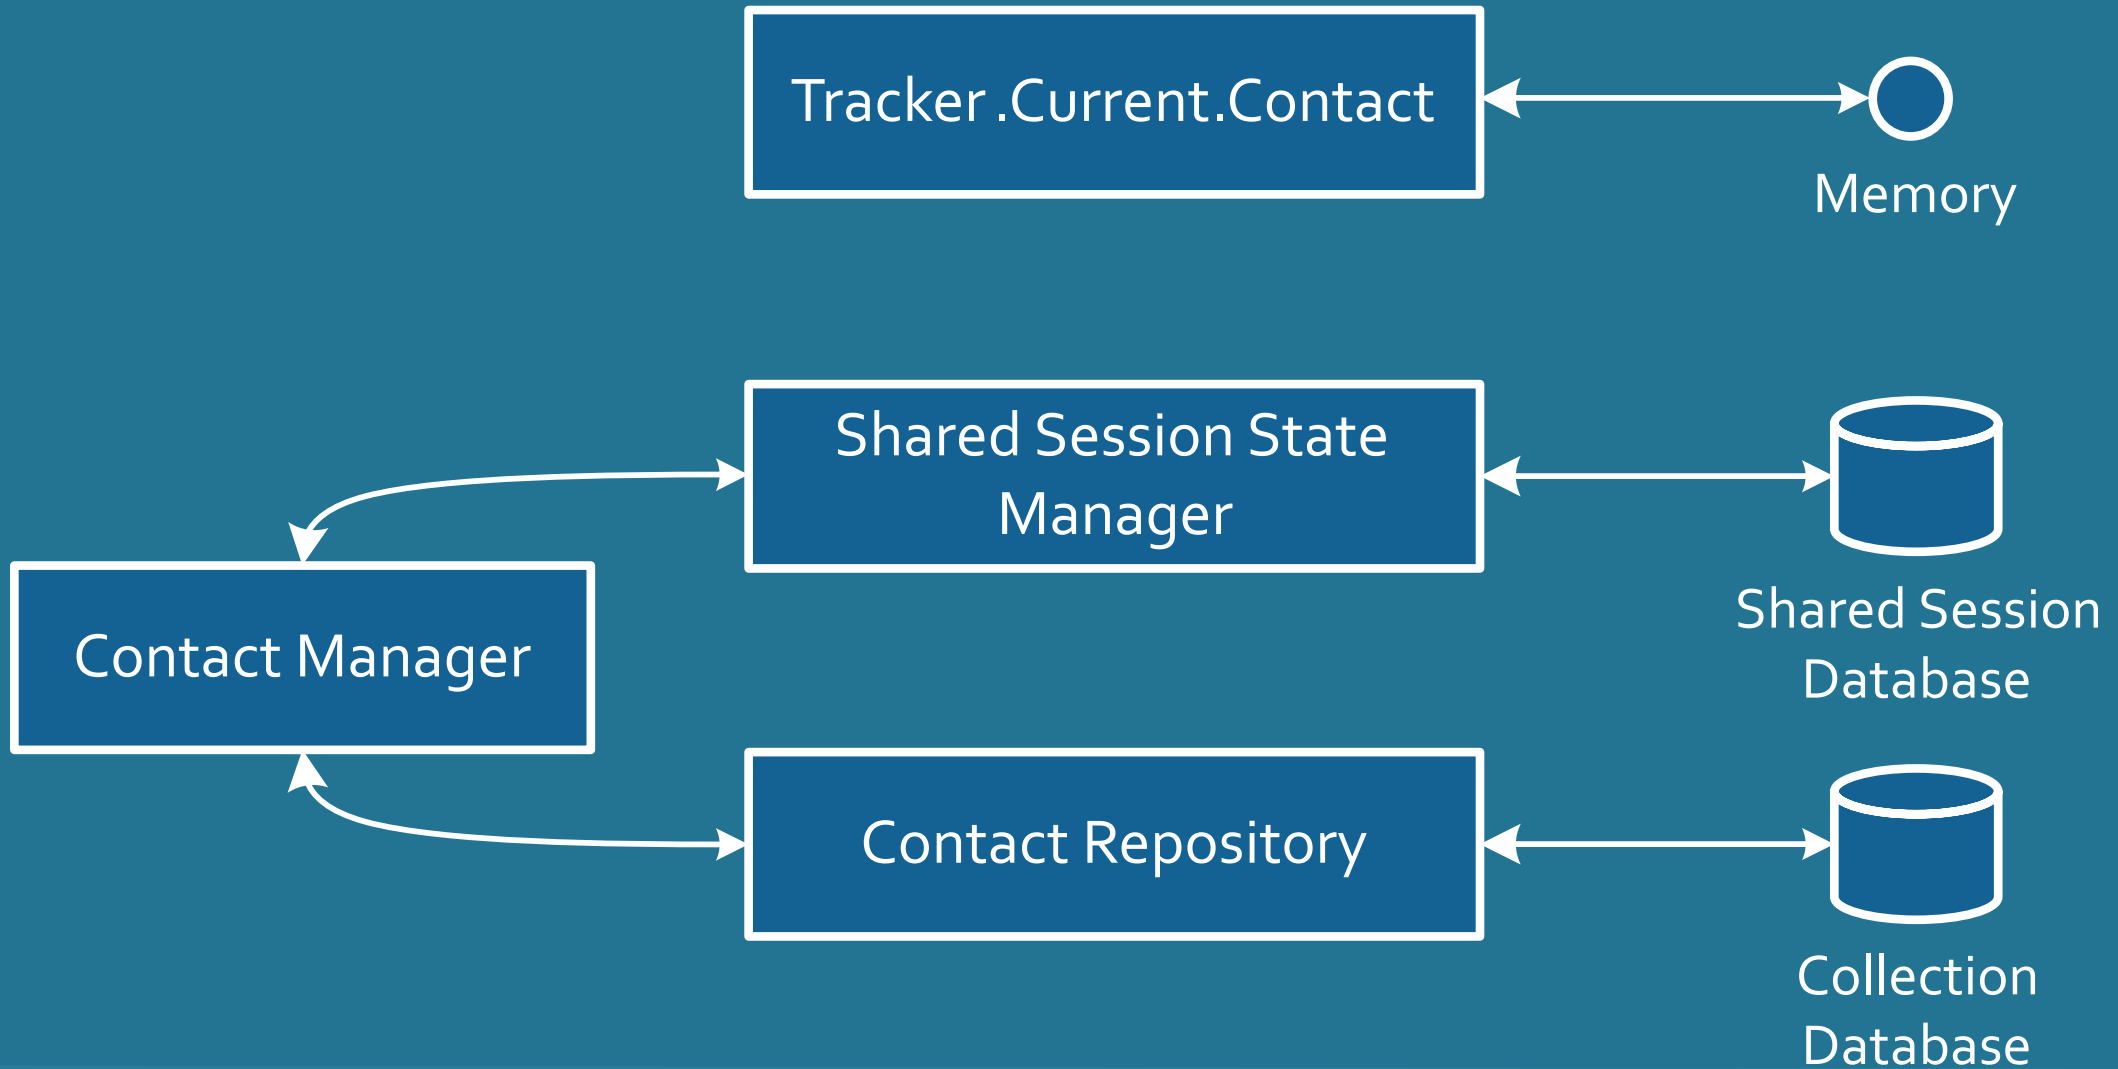 Tracker .Current.Contact
Memory
Shared Session State
Manager
Shared Session
Database
Contact Manager
Contact Repository
Collection
Database